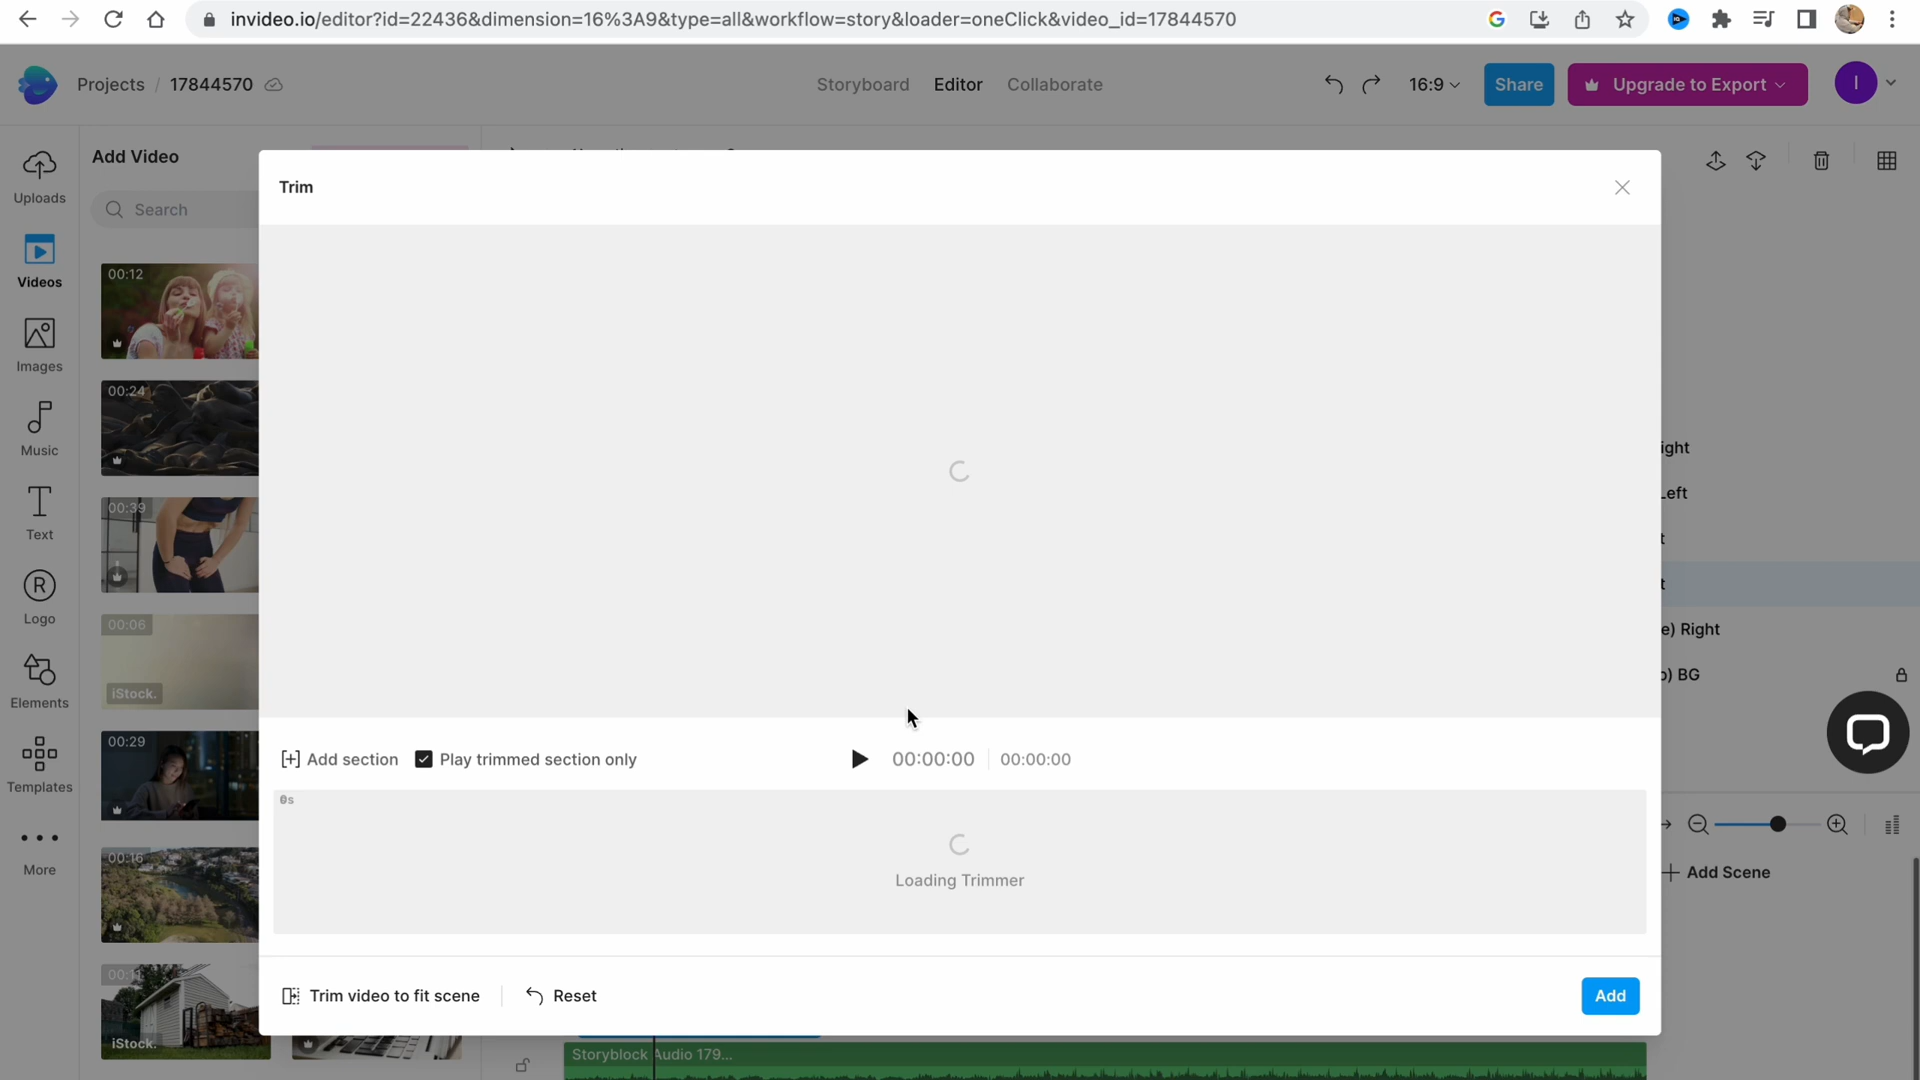 invideo.io/editor?id=22436&dimension=16%3A9&type=all&workflow=story&loader=oneClick&video_id=17844570
Projects / 17844570
Storyboard
Editor
Collaborate
16:9
Share
Upgrade to Export
I
Uploads
Videos
Images
Music
Text
Logo
Elements
Templates
More
Add Video
Search
00:12
00:24
00:39
00:06
iStock.
00:29
00:16
iStock.
Trim
[+] Add section
Play trimmed section only
00:00:00
00:00:00
0s
Loading Trimmer
Trim video to fit scene
Reset
Add
ight
Left
t
t
e) Right
) BG
Add Scene
Storyblock Audio 179...